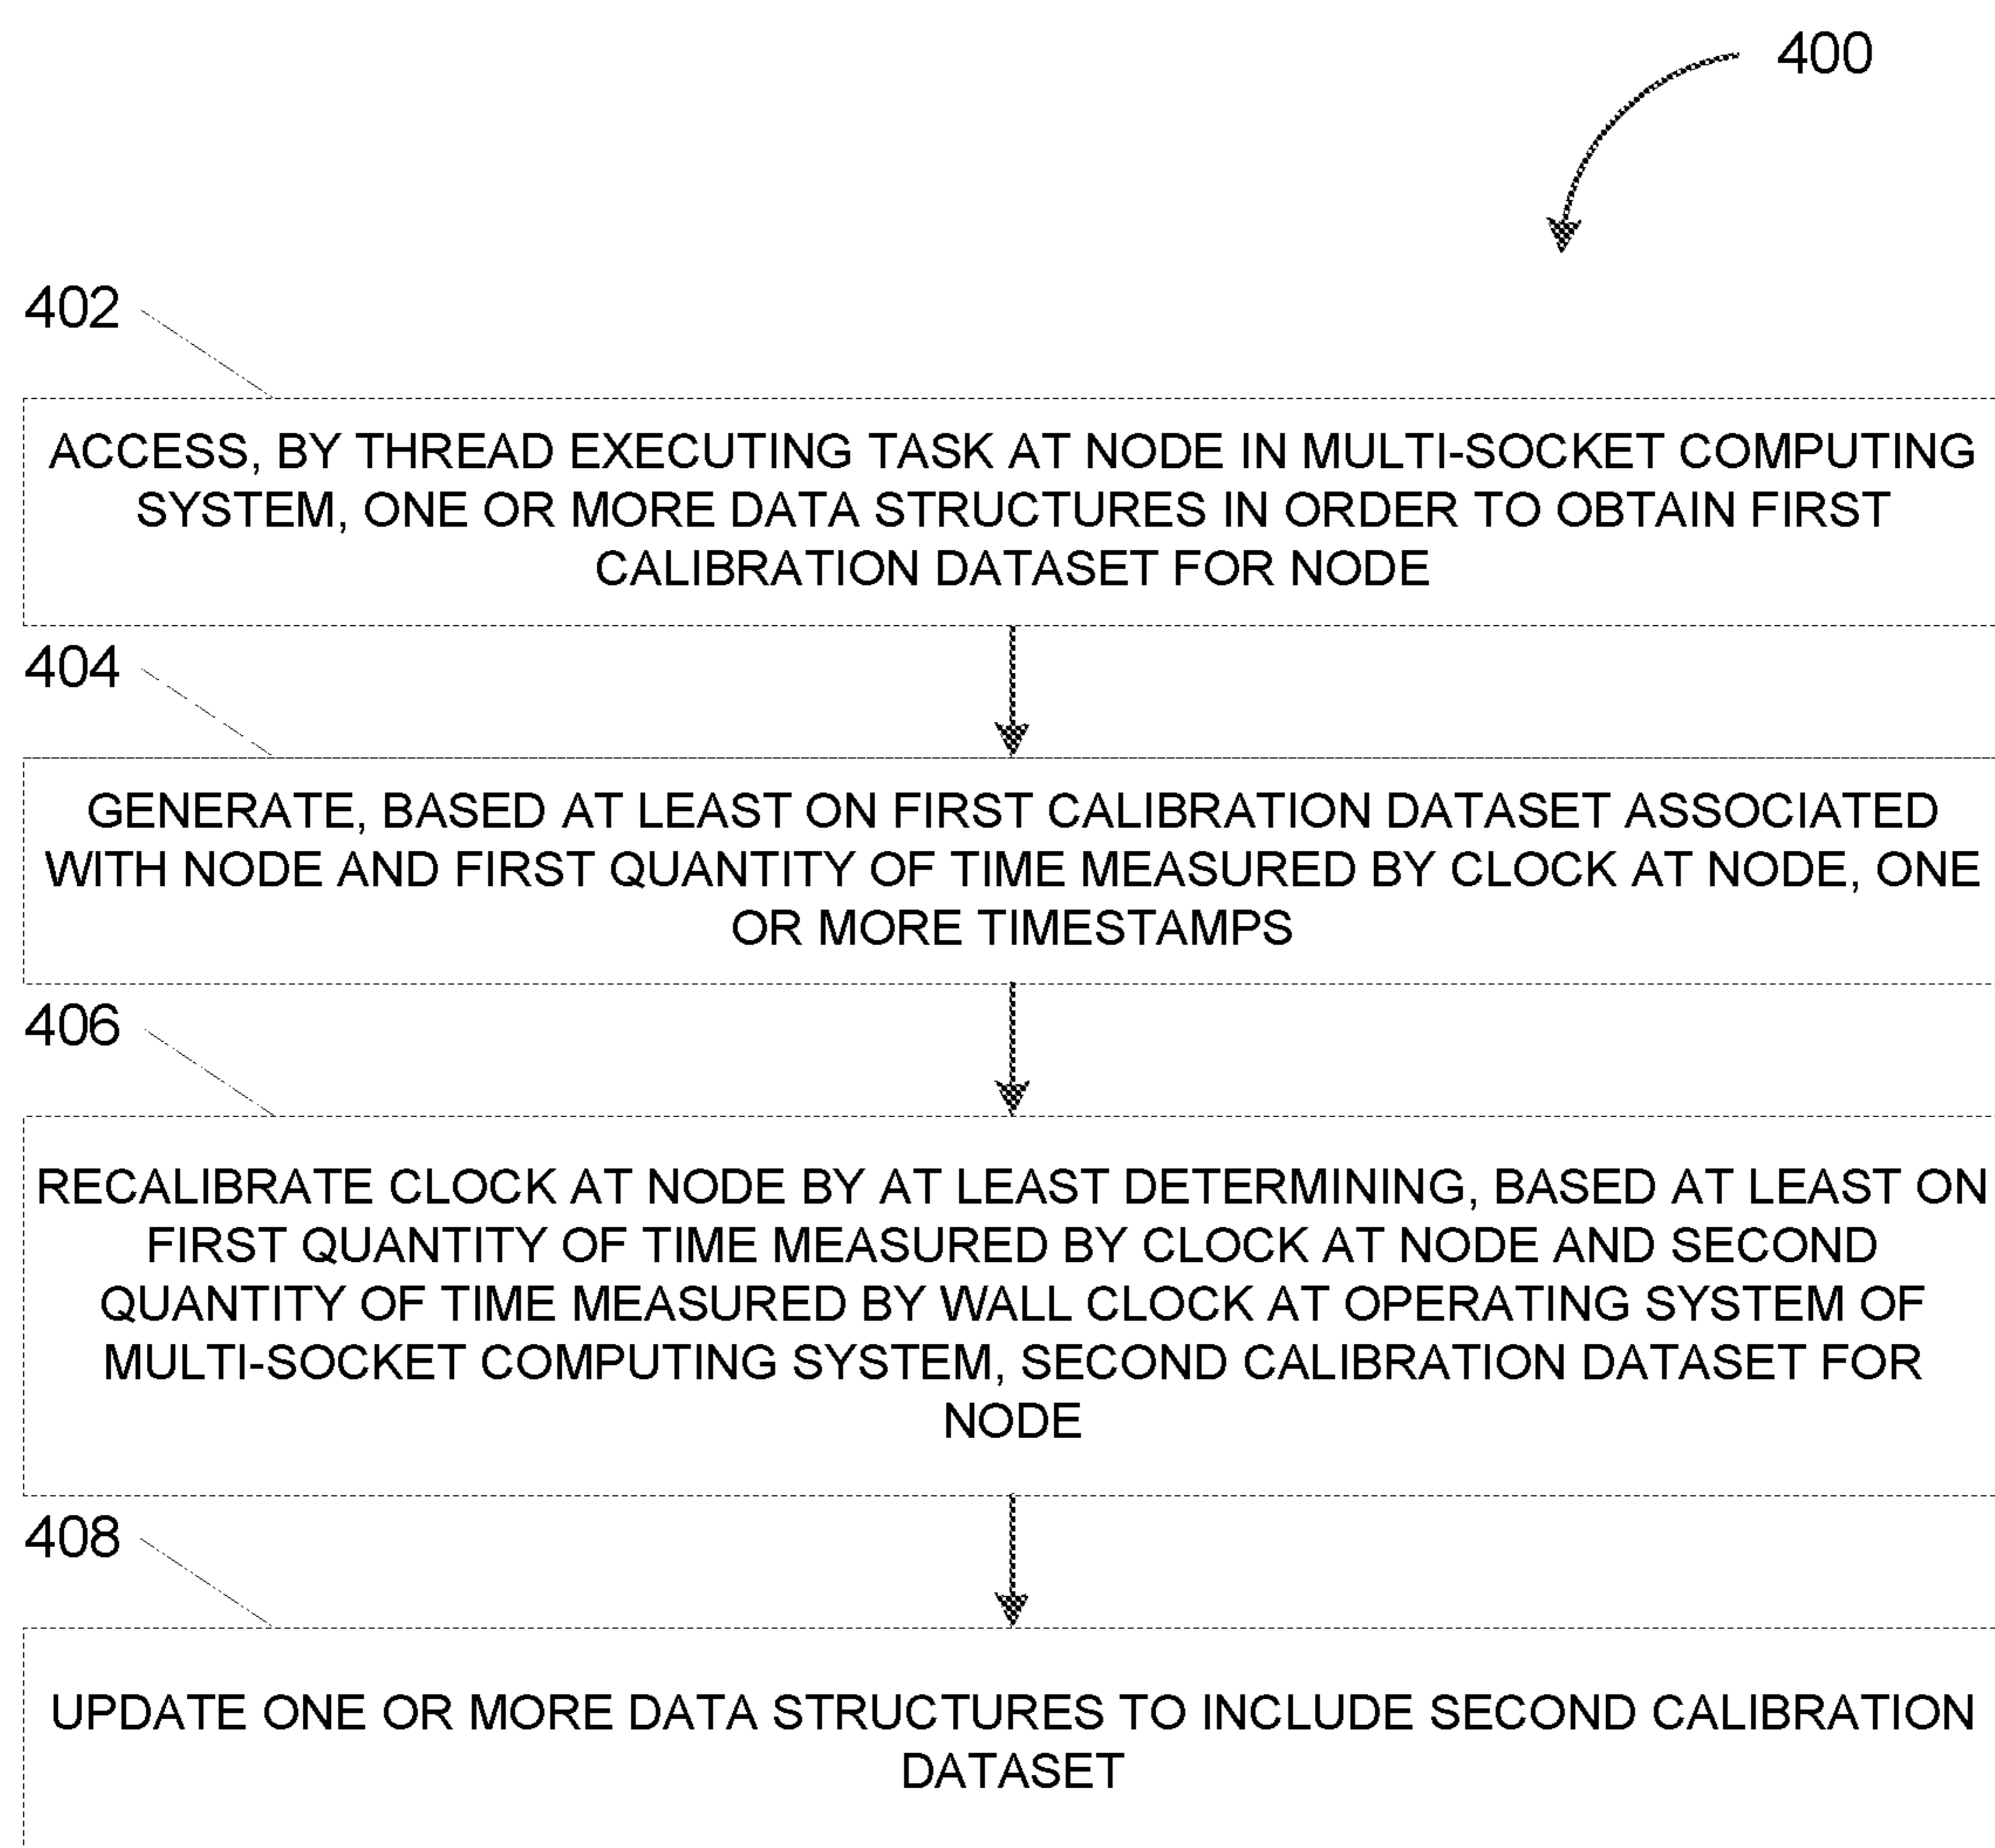 400
402
ACCESS, BY THREAD EXECUTING TASK AT NODE IN MULTI-SOCKET COMPUTING
SYSTEM, ONE OR MORE DATA STRUCTURES IN ORDER TO OBTAIN FIRST
CALIBRATION DATASET FOR NODE
404
GENERATE, BASED AT LEAST ON FIRST CALIBRATION DATASET ASSOCIATED
WITH NODE AND FIRST QUANTITY OF TIME MEASURED BY CLOCK AT NODE, ONE
OR MORE TIMESTAMPS
406
RECALIBRATE CLOCK AT NODE BY AT LEAST DETERMINING, BASED AT LEAST ON
FIRST QUANTITY OF TIME MEASURED BY CLOCK AT NODE AND SECOND
QUANTITY OF TIME MEASURED BY WALL CLOCK AT OPERATING SYSTEM OF
MULTI-SOCKET COMPUTING SYSTEM, SECOND CALIBRATION DATASET FOR
NODE
408
UPDATE ONE OR MORE DATA STRUCTURES TO INCLUDE SECOND CALIBRATION
DATASET